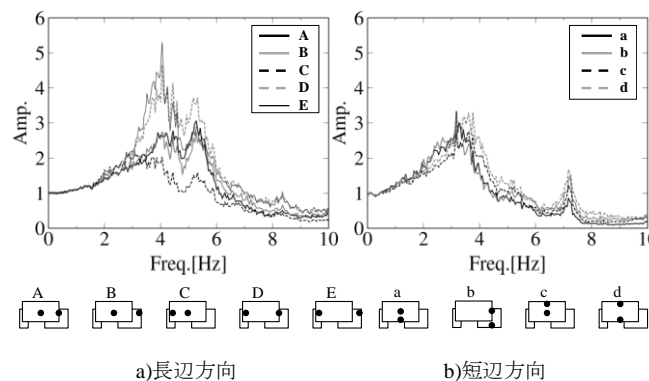 6
5
4
3
2
1
0
Amp.
0 2 4 6 8 10
Freq.[Hz]
A
B
C
D
E
6
5
4
3
2
1
0
Amp.
0 2 4 6 8 10
Freq.[Hz]
a
b
c
d
A B C D E a b c d
a)長辺方向 b)短辺方向